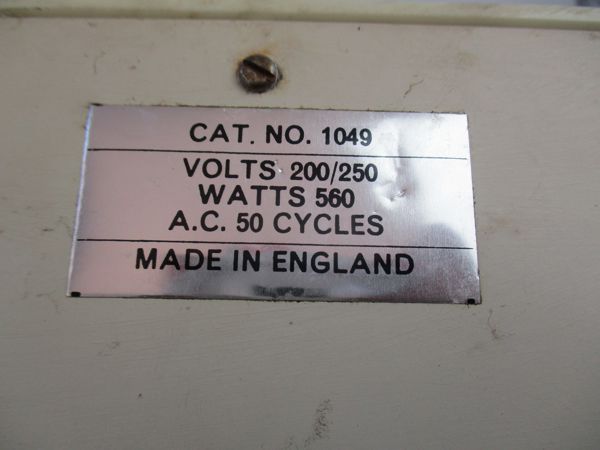 CAT. NO. 1049
VOLTS 200/250
WATTS 560
A.C. 50 CYCLES
MADE IN ENGLAND